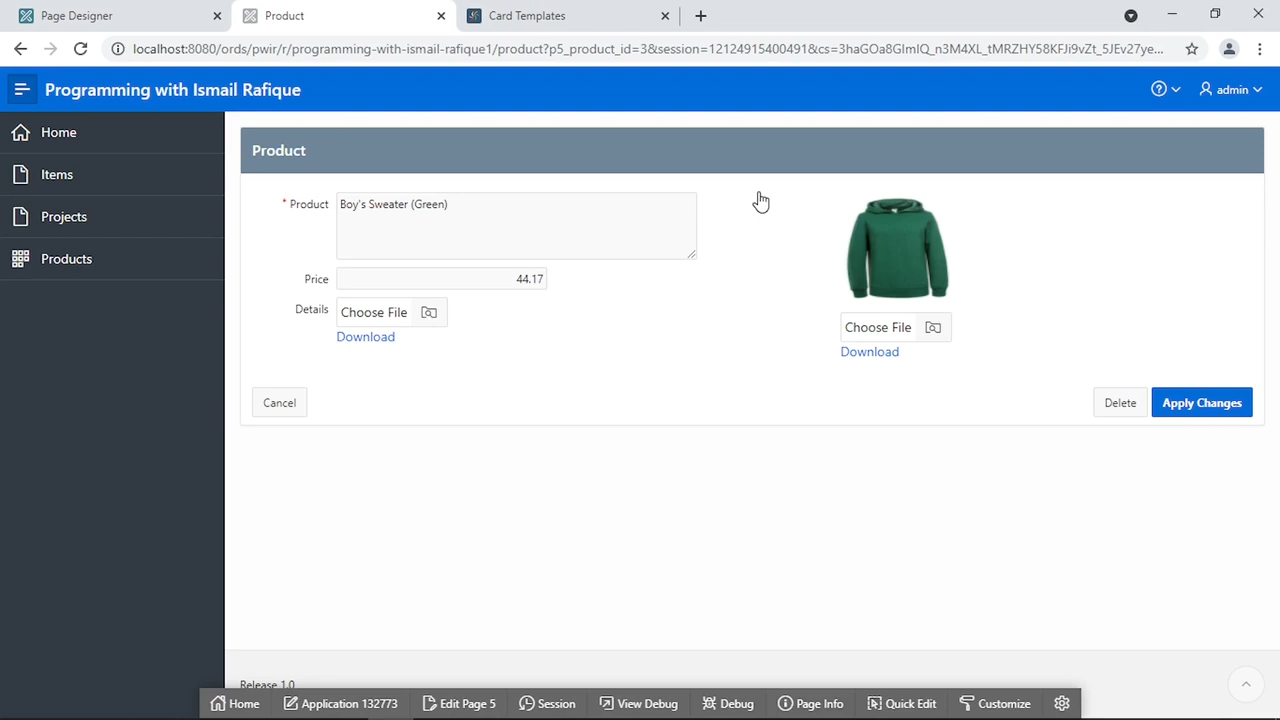 Page Designer
Product
Card Templates
localhost:8080/ords/pwir/r/programming-with-ismail-rafique1/product?p5_product_id=3&session=12124915400491&cs=3haGOa8GlmlQ_n3M4XL_tMRZHY58KFJi9vZt_5JEv27ye...
Programming with Ismail Rafique
admin
Home
Items
Projects
Products
Product
* Product
Boy's Sweater (Green)
Price
44.17
Details
Choose File
Download
Choose File
Download
Cancel
Delete
Apply Changes
Release 1.0
Home
Application 132773
Edit Page 5
Session
View Debug
Debug
Page Info
Quick Edit
Customize